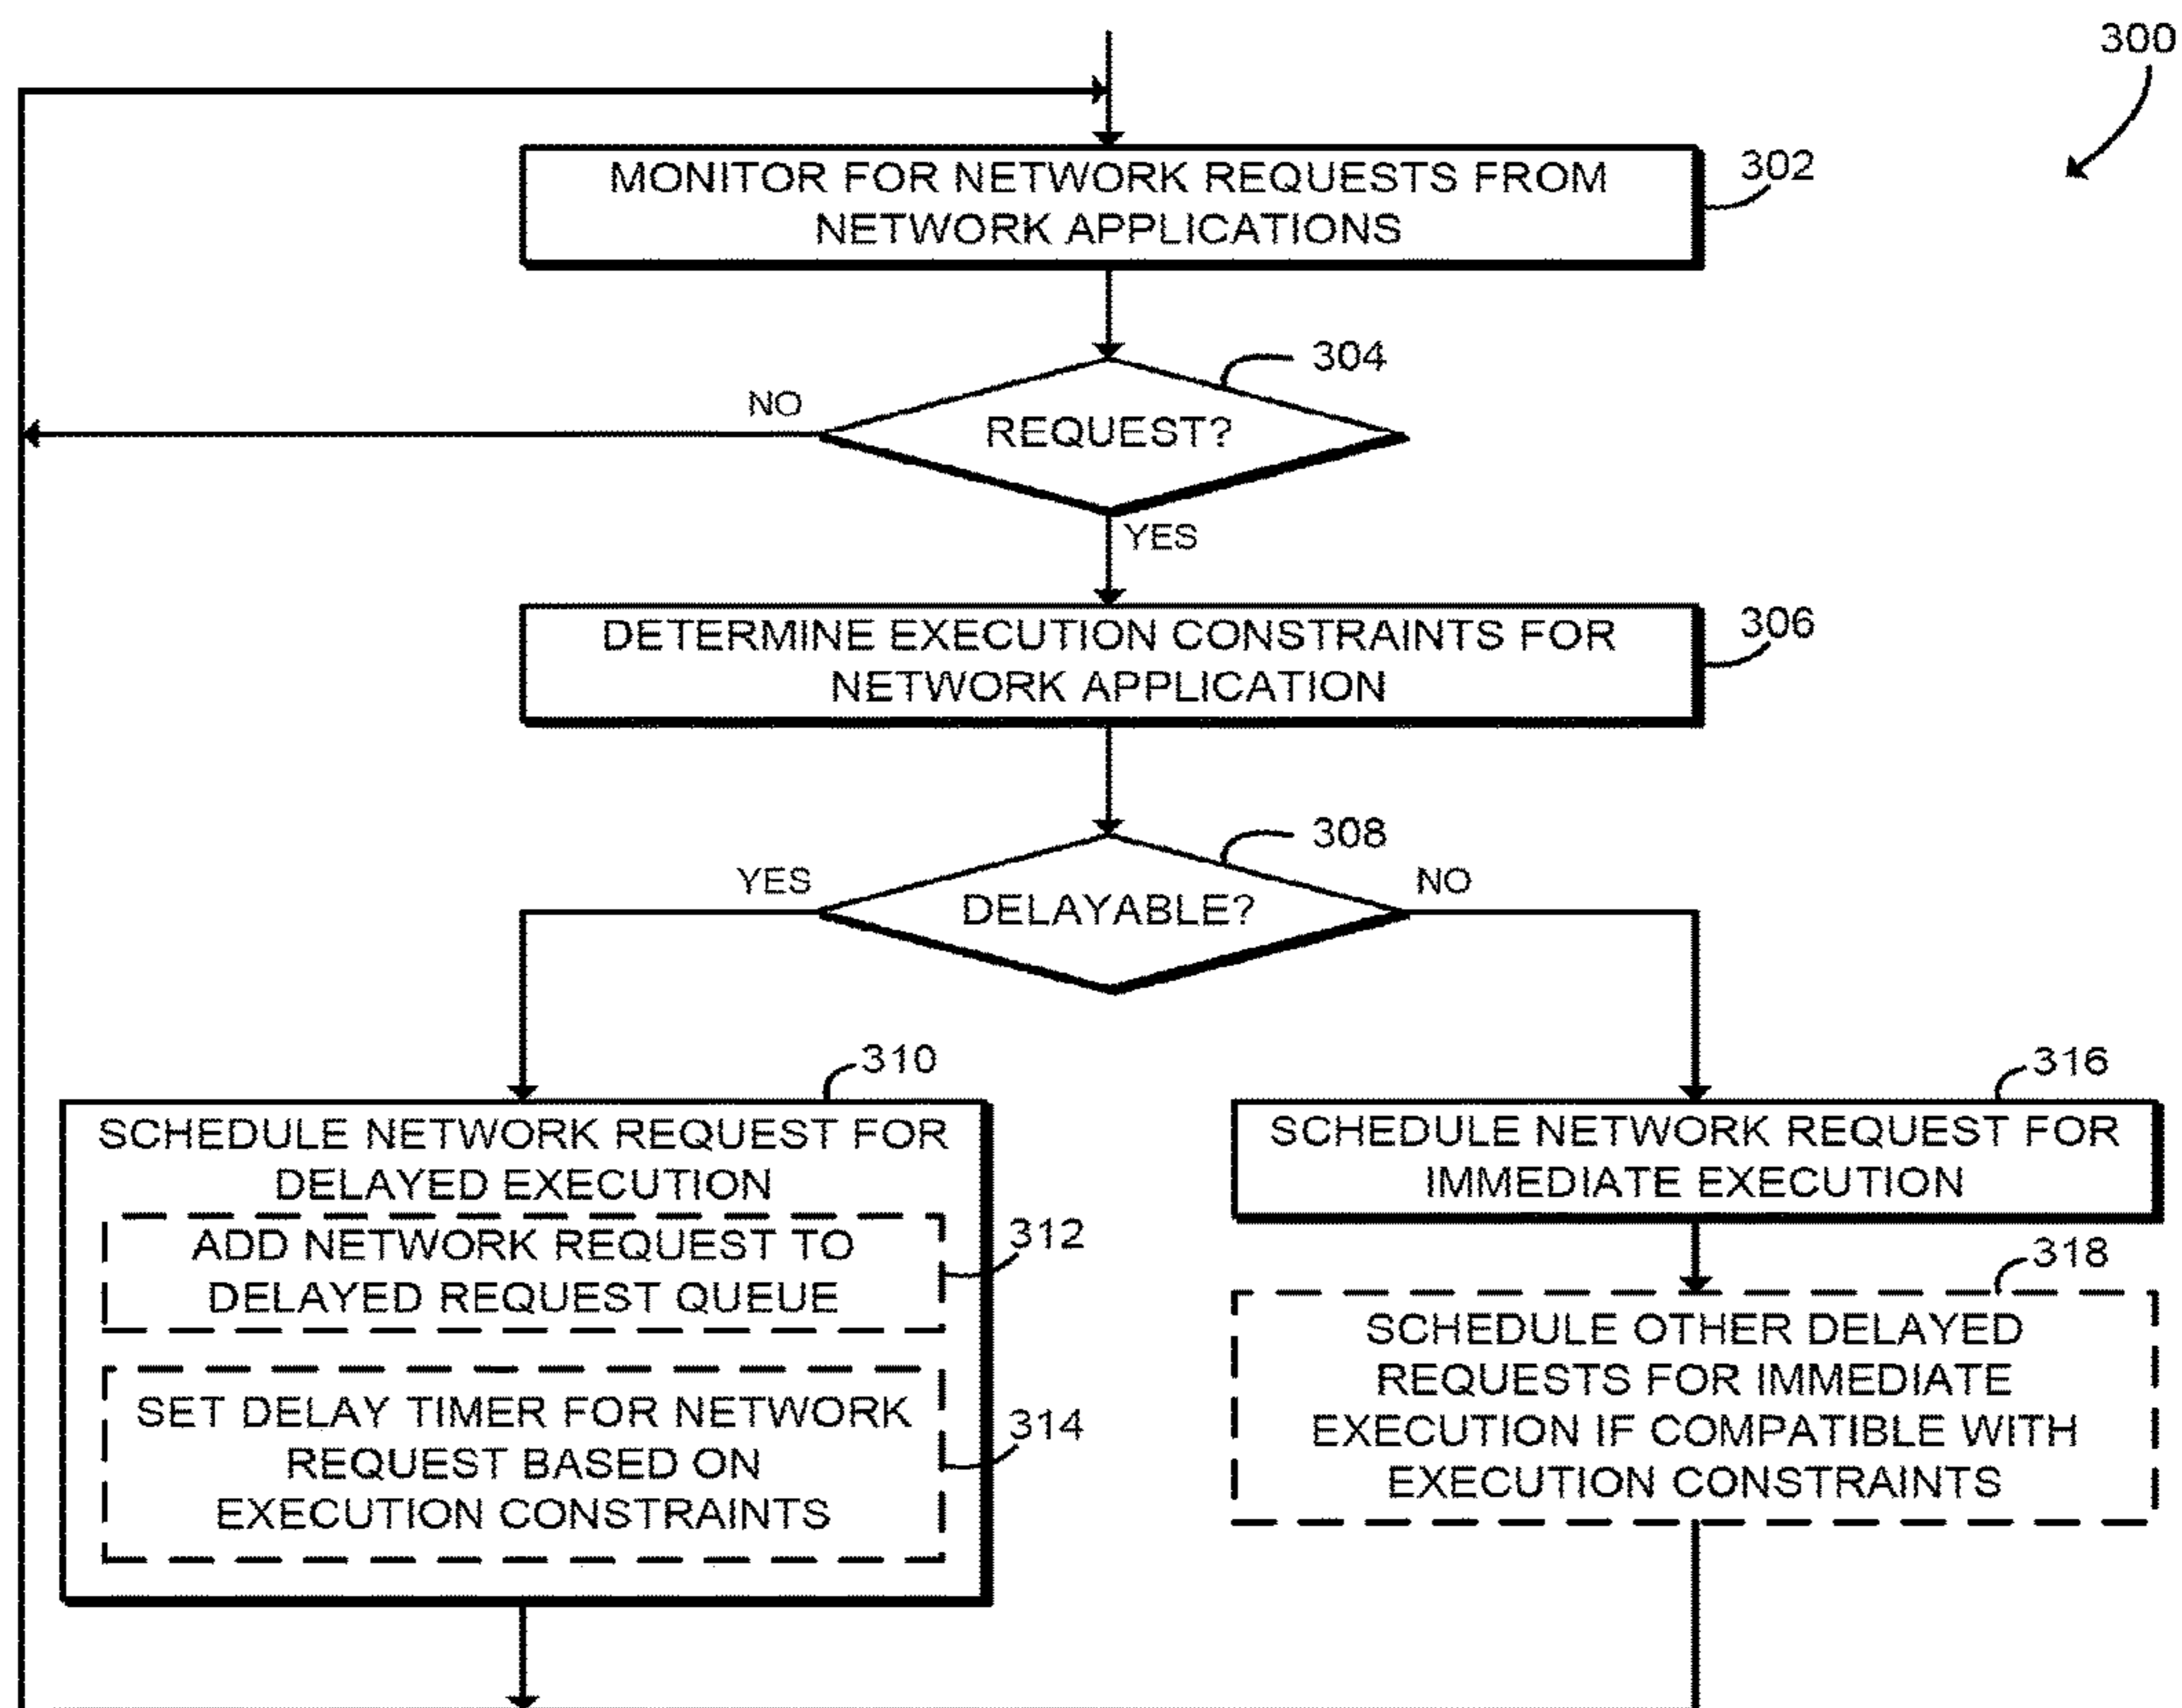 300
MONITOR FOR NETWORK REQUESTS FROM
NETWORK APPLICATIONS
302
304
NO
REQUEST?
YES
DETERMINE EXECUTION CONSTRAINTS FOR
NETWORK APPLICATION
306
308
YES
NO
DELAYABLE?
310
SCHEDULE NETWORK REQUEST FOR
DELAYED EXECUTION
ADD NETWORK REQUEST TO
DELAYED REQUEST QUEUE
312
SET DELAY TIMER FOR NETWORK
REQUEST BASED ON
EXECUTION CONSTRAINTS
314
316
SCHEDULE NETWORK REQUEST FOR
IMMEDIATE EXECUTION
318
SCHEDULE OTHER DELAYED
REQUESTS FOR IMMEDIATE
EXECUTION IF COMPATIBLE WITH
EXECUTION CONSTRAINTS